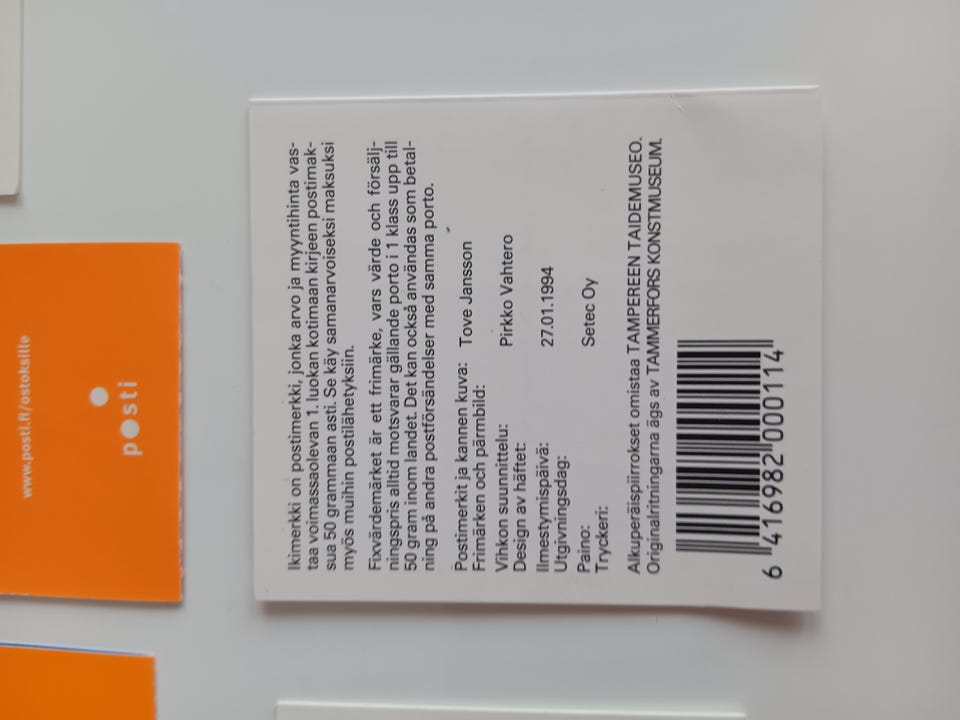 Ikimerkki on postimerkki, jonka arvo ja myyntihinta vas-
taa voimassaolevan 1. luokan kotimaan kirjeen postimak-
sua 50 grammaan asti. Se käy samanarvoiseksi maksuksi
myös muihin postilähetyksiin.
Fixvärdemärket är ett frimärke, vars värde och försälj-
ningspris alltid motsvarar gällande porto i 1 klass upp till
50 gram inom landet. Det kan också användas som betal-
ning på andra postförsändelser med samma porto.
Postimerkit ja kannen kuva: Tove Jansson
Frimärken och pärmbild:
Vihkon suunnittelu: Pirkko Vahtero
Design av häftet:
Ilmestymispäivä: 27.01.1994
Utgivningsdag:
Paino: Setec Oy
Tryckeri:
Alkuperäispiirrokset omistaa TAMPEREEN TAIDEMUSEO.
Originalritningarna ägs av TAMMERFORS KONSTMUSEUM.
6 416982 000114
www.posti.fi/ostoksille
posti